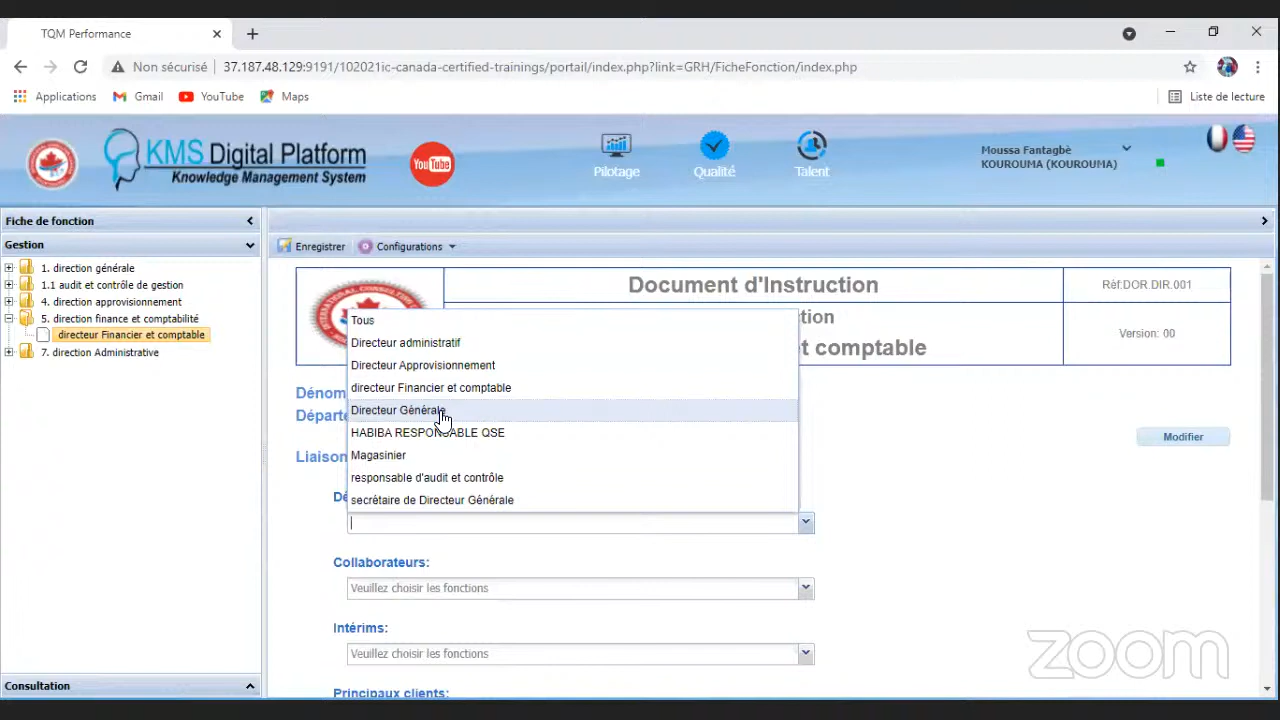 TQM Performance
Non sécurisé
37.187.48.129:9191/102021ic-canada-certified-trainings/portail/index.php?link=GRH/FicheFonction/index.php
Applications
Gmail
YouTube
Maps
Liste de lecture
KMS Digital Platform
Knowledge Management System
YouTube
Pilotage
Qualité
Talent
Moussa Fantagbè
KOUROUMA (KOUROUMA)
Fiche de fonction
Gestion
Enregistrer
Configurations
1. direction générale
1.1 audit et contrôle de gestion
4. direction approvisionnement
5. direction finance et comptabilité
directeur Financier et comptable
7. direction Administrative
Document d'Instruction
Réf:DOR.DIR.001
tion
t comptable
Version: 00
Dénom
Départe
Modifier
Liaison
Dé
Tous
Directeur administratif
Directeur Approvisionnement
directeur Financier et comptable
Directeur Générale
HABIBA RESPONSABLE QSE
Magasinier
responsable d'audit et contrôle
secrétaire de Directeur Générale
Collaborateurs:
Veuillez choisir les fonctions
Intérims:
Veuillez choisir les fonctions
Principaux clients:
Consultation
zoom